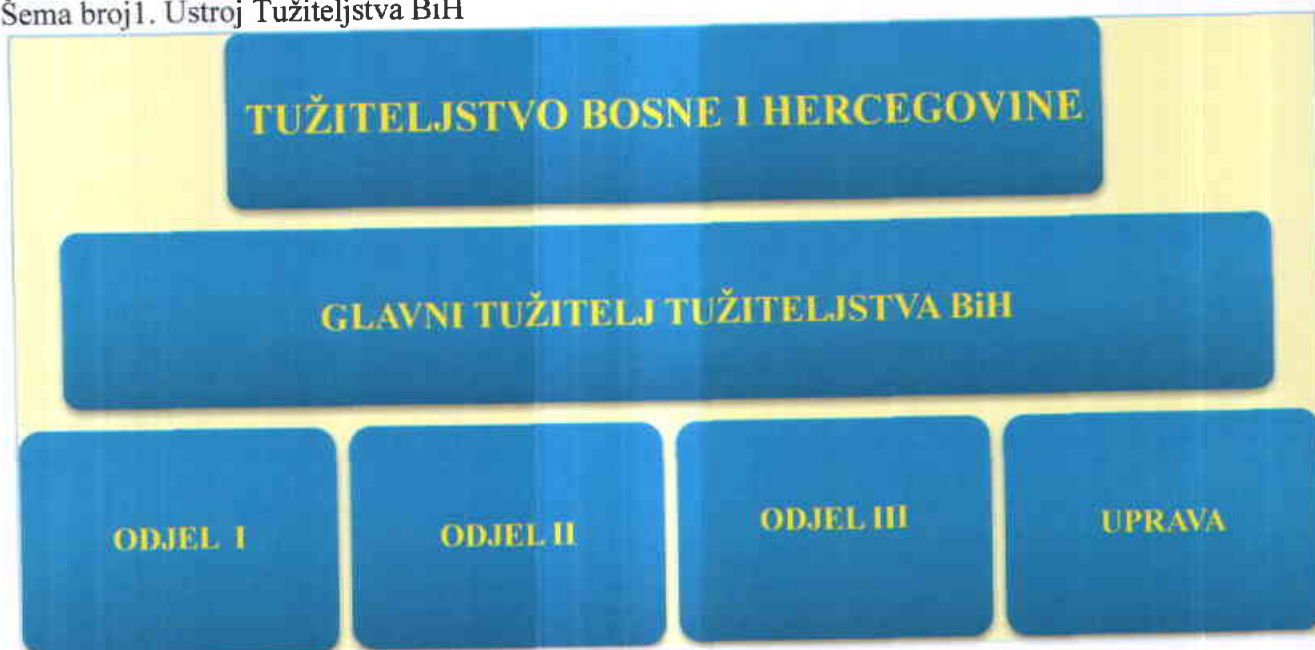 Šema broj1. Ustroj Tužiteljstva BiH
TUŽITELJSTVO BOSNE I HERCEGOVINE
GLAVNI TUŽITELJ TUŽITELJSTVA BiH
ODJEL I
ODJEL II
ODJEL III
UPRAVA